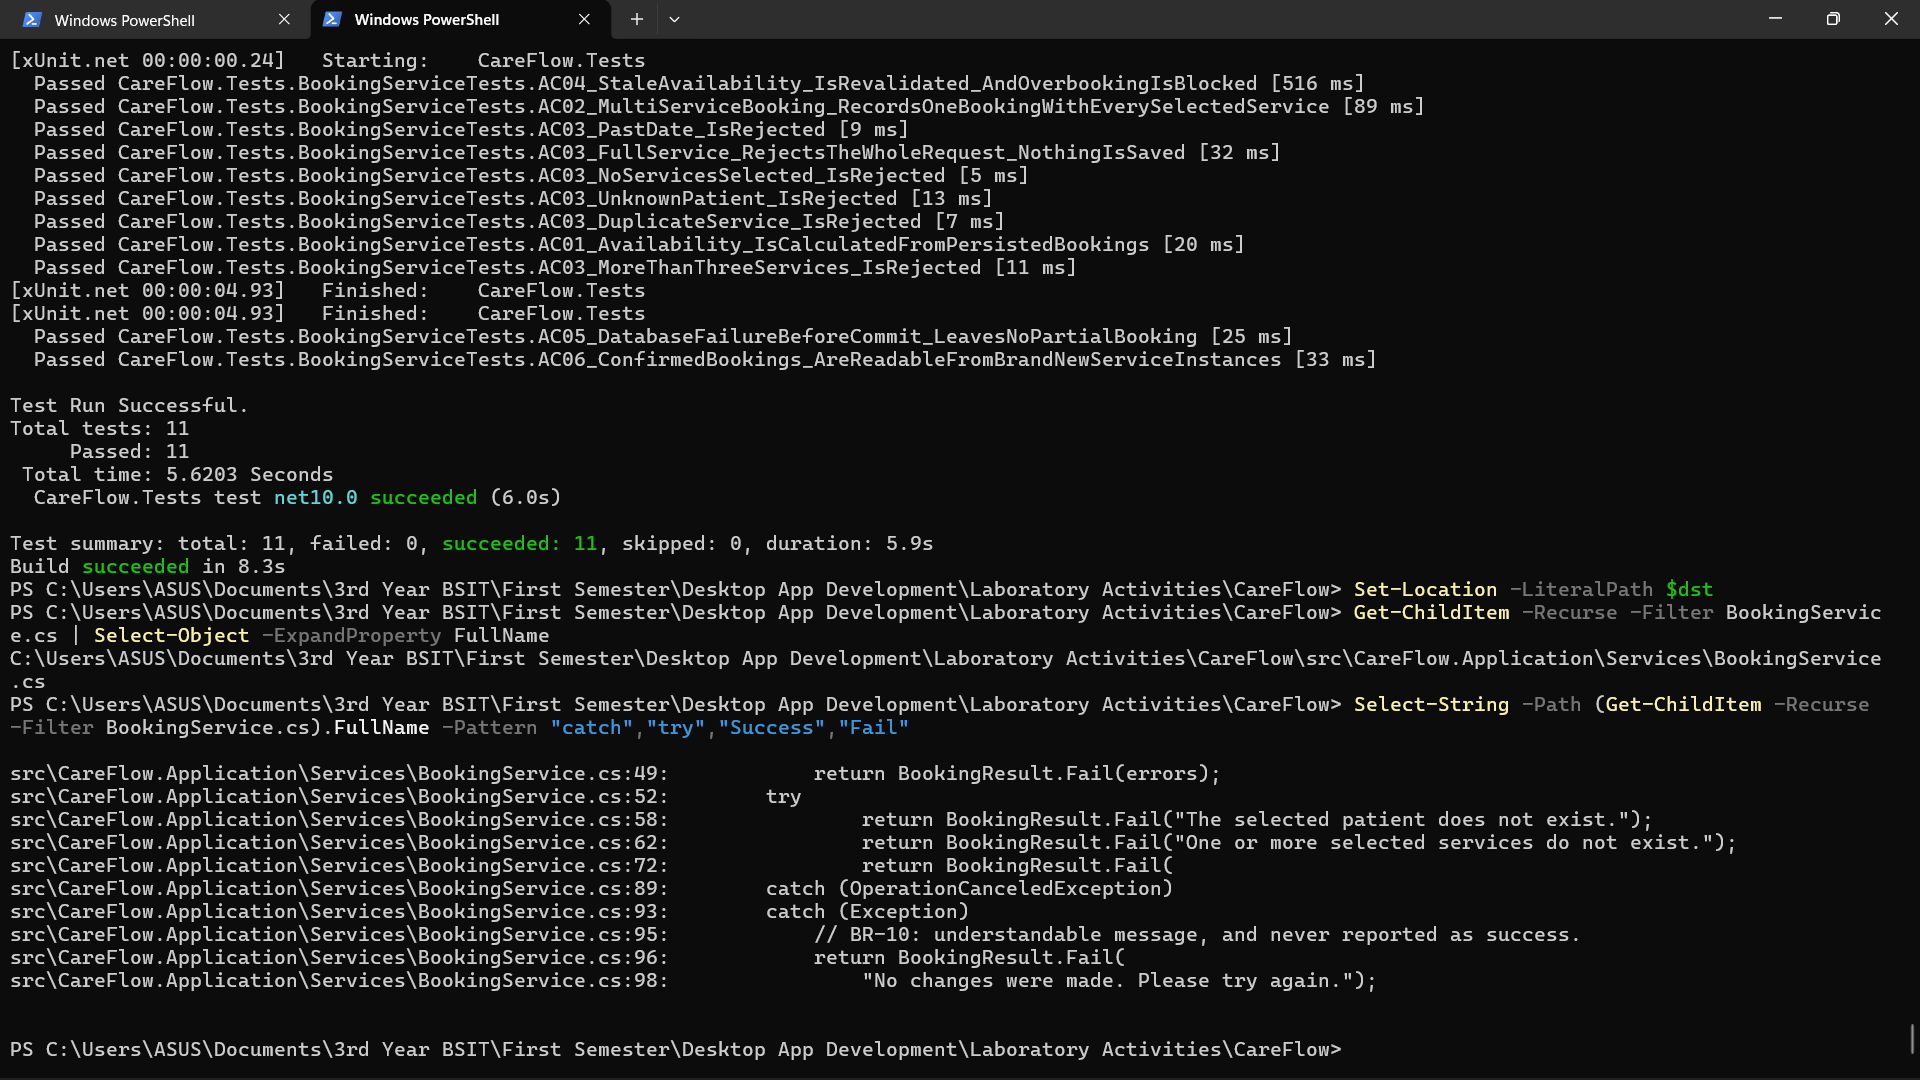 Windows PowerShell
Windows PowerShell
[xUnit.net 00:00:00.24]   Starting:    CareFlow.Tests
  Passed CareFlow.Tests.BookingServiceTests.AC04_StaleAvailability_IsRevalidated_AndOverbookingIsBlocked [516 ms]
  Passed CareFlow.Tests.BookingServiceTests.AC02_MultiServiceBooking_RecordsOneBookingWithEverySelectedService [89 ms]
  Passed CareFlow.Tests.BookingServiceTests.AC03_PastDate_IsRejected [9 ms]
  Passed CareFlow.Tests.BookingServiceTests.AC03_FullService_RejectsTheWholeRequest_NothingIsSaved [32 ms]
  Passed CareFlow.Tests.BookingServiceTests.AC03_NoServicesSelected_IsRejected [5 ms]
  Passed CareFlow.Tests.BookingServiceTests.AC03_UnknownPatient_IsRejected [13 ms]
  Passed CareFlow.Tests.BookingServiceTests.AC03_DuplicateService_IsRejected [7 ms]
  Passed CareFlow.Tests.BookingServiceTests.AC01_Availability_IsCalculatedFromPersistedBookings [20 ms]
  Passed CareFlow.Tests.BookingServiceTests.AC03_MoreThanThreeServices_IsRejected [11 ms]
[xUnit.net 00:00:04.93]   Finished:    CareFlow.Tests
[xUnit.net 00:00:04.93]   Finished:    CareFlow.Tests
  Passed CareFlow.Tests.BookingServiceTests.AC05_DatabaseFailureBeforeCommit_LeavesNoPartialBooking [25 ms]
  Passed CareFlow.Tests.BookingServiceTests.AC06_ConfirmedBookings_AreReadableFromBrandNewServiceInstances [33 ms]

Test Run Successful.
Total tests: 11
     Passed: 11
 Total time: 5.6203 Seconds
  CareFlow.Tests test net10.0 succeeded (6.0s)

Test summary: total: 11, failed: 0, succeeded: 11, skipped: 0, duration: 5.9s
Build succeeded in 8.3s
PS C:\Users\ASUS\Documents\3rd Year BSIT\First Semester\Desktop App Development\Laboratory Activities\CareFlow> Set-Location -LiteralPath $dst
PS C:\Users\ASUS\Documents\3rd Year BSIT\First Semester\Desktop App Development\Laboratory Activities\CareFlow> Get-ChildItem -Recurse -Filter BookingServic
e.cs | Select-Object -ExpandProperty FullName
C:\Users\ASUS\Documents\3rd Year BSIT\First Semester\Desktop App Development\Laboratory Activities\CareFlow\src\CareFlow.Application\Services\BookingService
.cs
PS C:\Users\ASUS\Documents\3rd Year BSIT\First Semester\Desktop App Development\Laboratory Activities\CareFlow> Select-String -Path (Get-ChildItem -Recurse
-Filter BookingService.cs).FullName -Pattern "catch","try","Success","Fail"

src\CareFlow.Application\Services\BookingService.cs:49:            return BookingResult.Fail(errors);
src\CareFlow.Application\Services\BookingService.cs:52:        try
src\CareFlow.Application\Services\BookingService.cs:58:                return BookingResult.Fail("The selected patient does not exist.");
src\CareFlow.Application\Services\BookingService.cs:62:                return BookingResult.Fail("One or more selected services do not exist.");
src\CareFlow.Application\Services\BookingService.cs:72:                return BookingResult.Fail(
src\CareFlow.Application\Services\BookingService.cs:89:        catch (OperationCanceledException)
src\CareFlow.Application\Services\BookingService.cs:93:        catch (Exception)
src\CareFlow.Application\Services\BookingService.cs:95:            // BR-10: understandable message, and never reported as success.
src\CareFlow.Application\Services\BookingService.cs:96:            return BookingResult.Fail(
src\CareFlow.Application\Services\BookingService.cs:98:                "No changes were made. Please try again.");

PS C:\Users\ASUS\Documents\3rd Year BSIT\First Semester\Desktop App Development\Laboratory Activities\CareFlow>